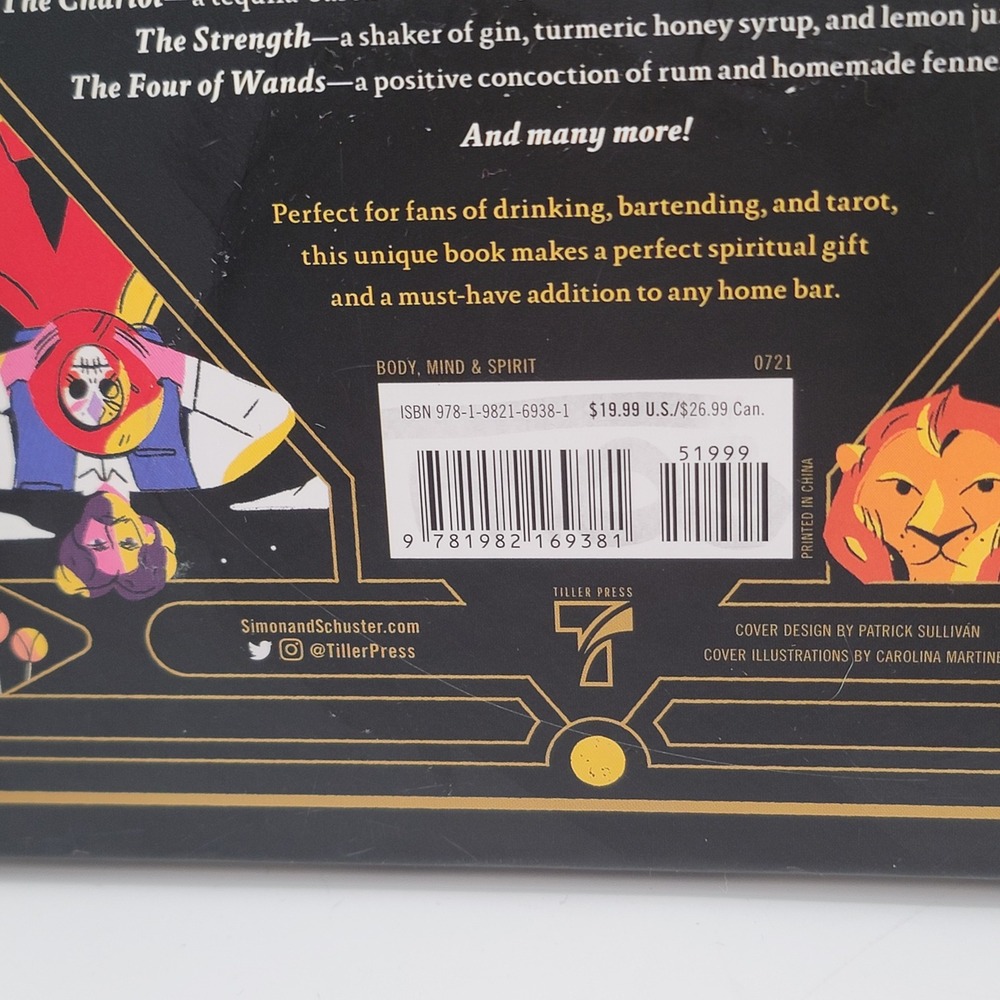 The Chariot—a tequila
The Strength—a shaker of gin, turmeric honey syrup, and lemon ju
The Four of Wands—a positive concoction of rum and homemade fenne
And many more!
Perfect for fans of drinking, bartending, and tarot,
this unique book makes a perfect spiritual gift
and a must-have addition to any home bar.
BODY, MIND & SPIRIT 0721
ISBN 978-1-9821-6938-1 $19.99 U.S./$26.99 Can.
51999
9 781982 169381
PRINTED IN CHINA
TILLER PRESS
SimonandSchuster.com
@TillerPress
COVER DESIGN BY PATRICK SULLIVAN
COVER ILLUSTRATIONS BY CAROLINA MARTINE